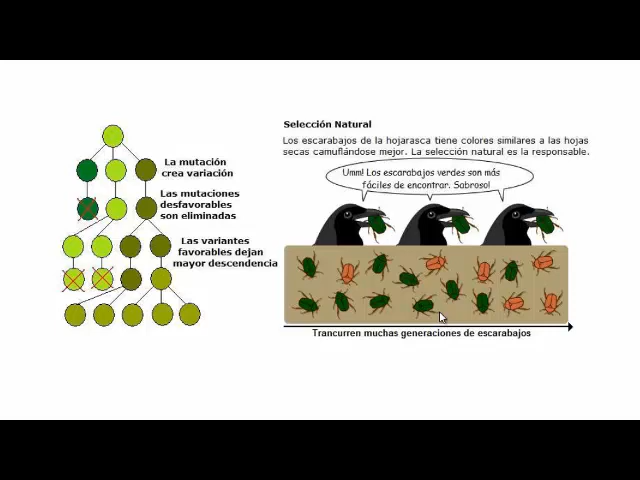 La mutación
crea variación
Las mutaciones
desfavorables
son eliminadas
Las variantes
favorables dejan
mayor descendencia
Selección Natural
Los escarabajos de la hojarasca tiene colores similares a las hojas
secas camuflándose mejor. La selección natural es la responsable.
Umm! Los escarabajos verdes son más
fáciles de encontrar. Sabroso!
Trancurren muchas generaciones de escarabajos